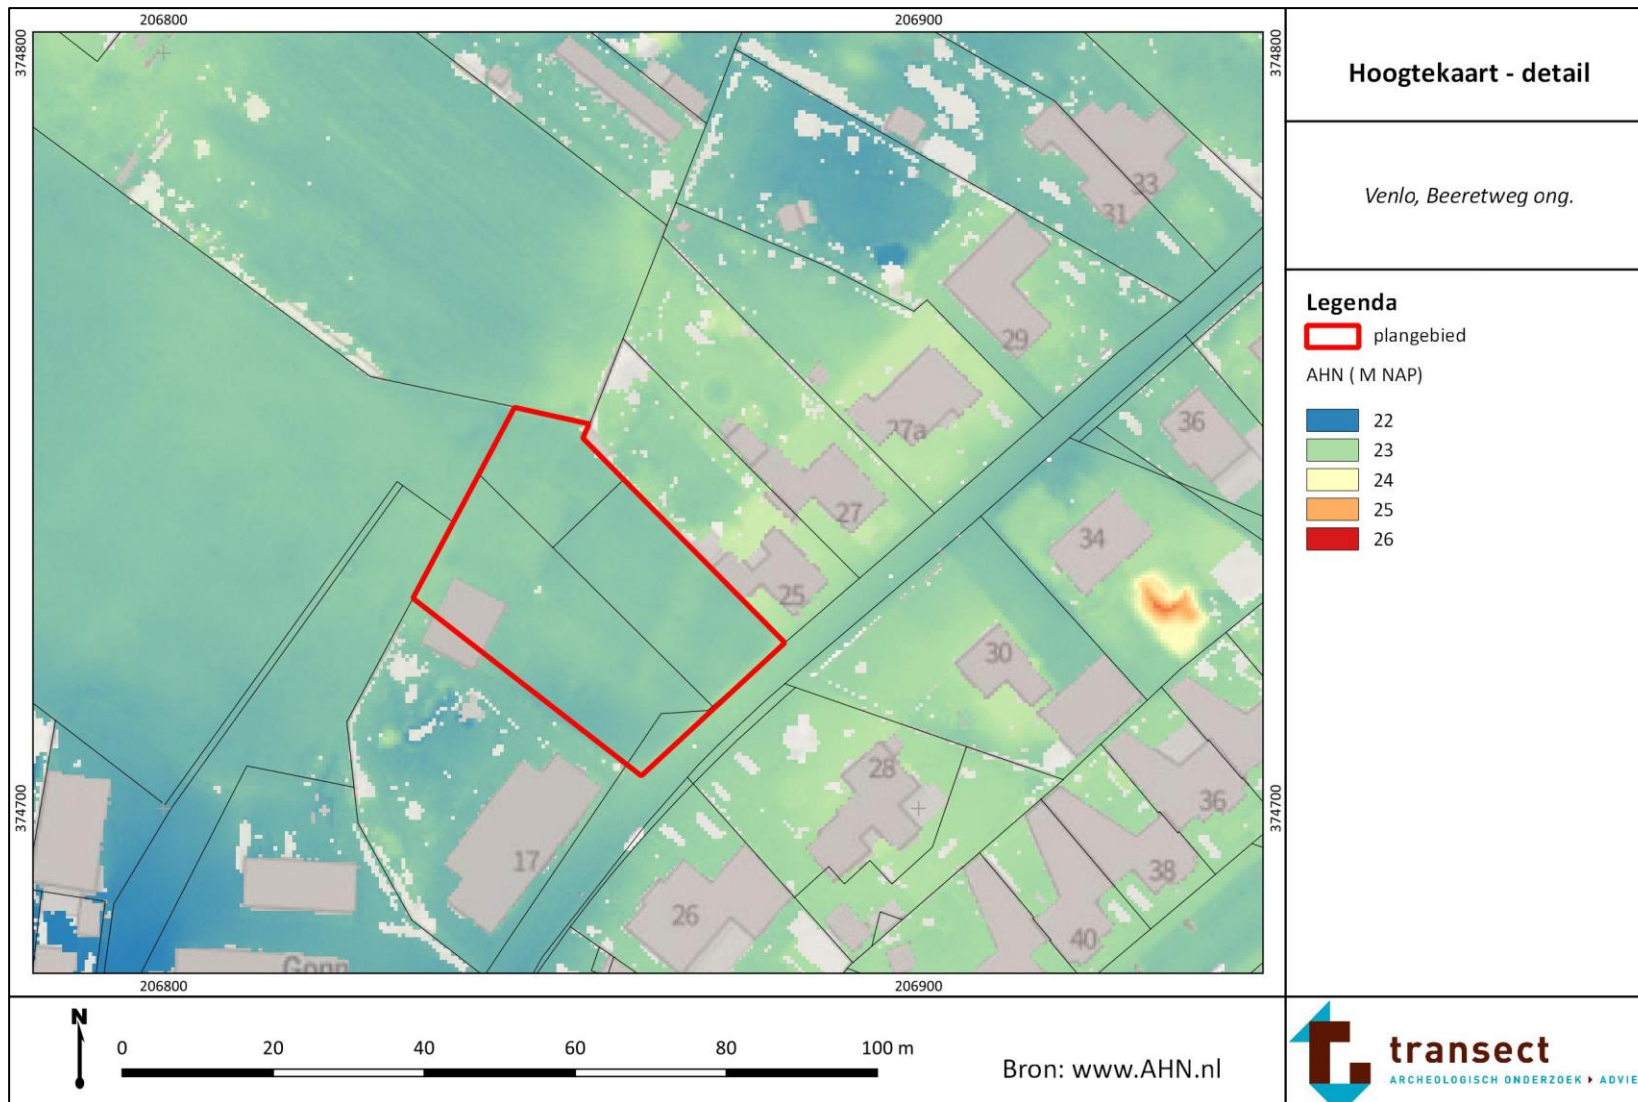 206800
206900
374800
374800
33
31
29
27a
36
27
34
25
30
28
36
17
38
26
40
374700
374700
206800
206900
Hoogtekaart - detail
Venlo, Beeretweg ong.
Legenda
plangebied
AHN ( M NAP)
22
23
24
25
26
N
0 20 40 60 80 100 m
Bron: www.AHN.nl
transect
ARCHEOLOGISCH ONDERZOEK ▸ ADVIE